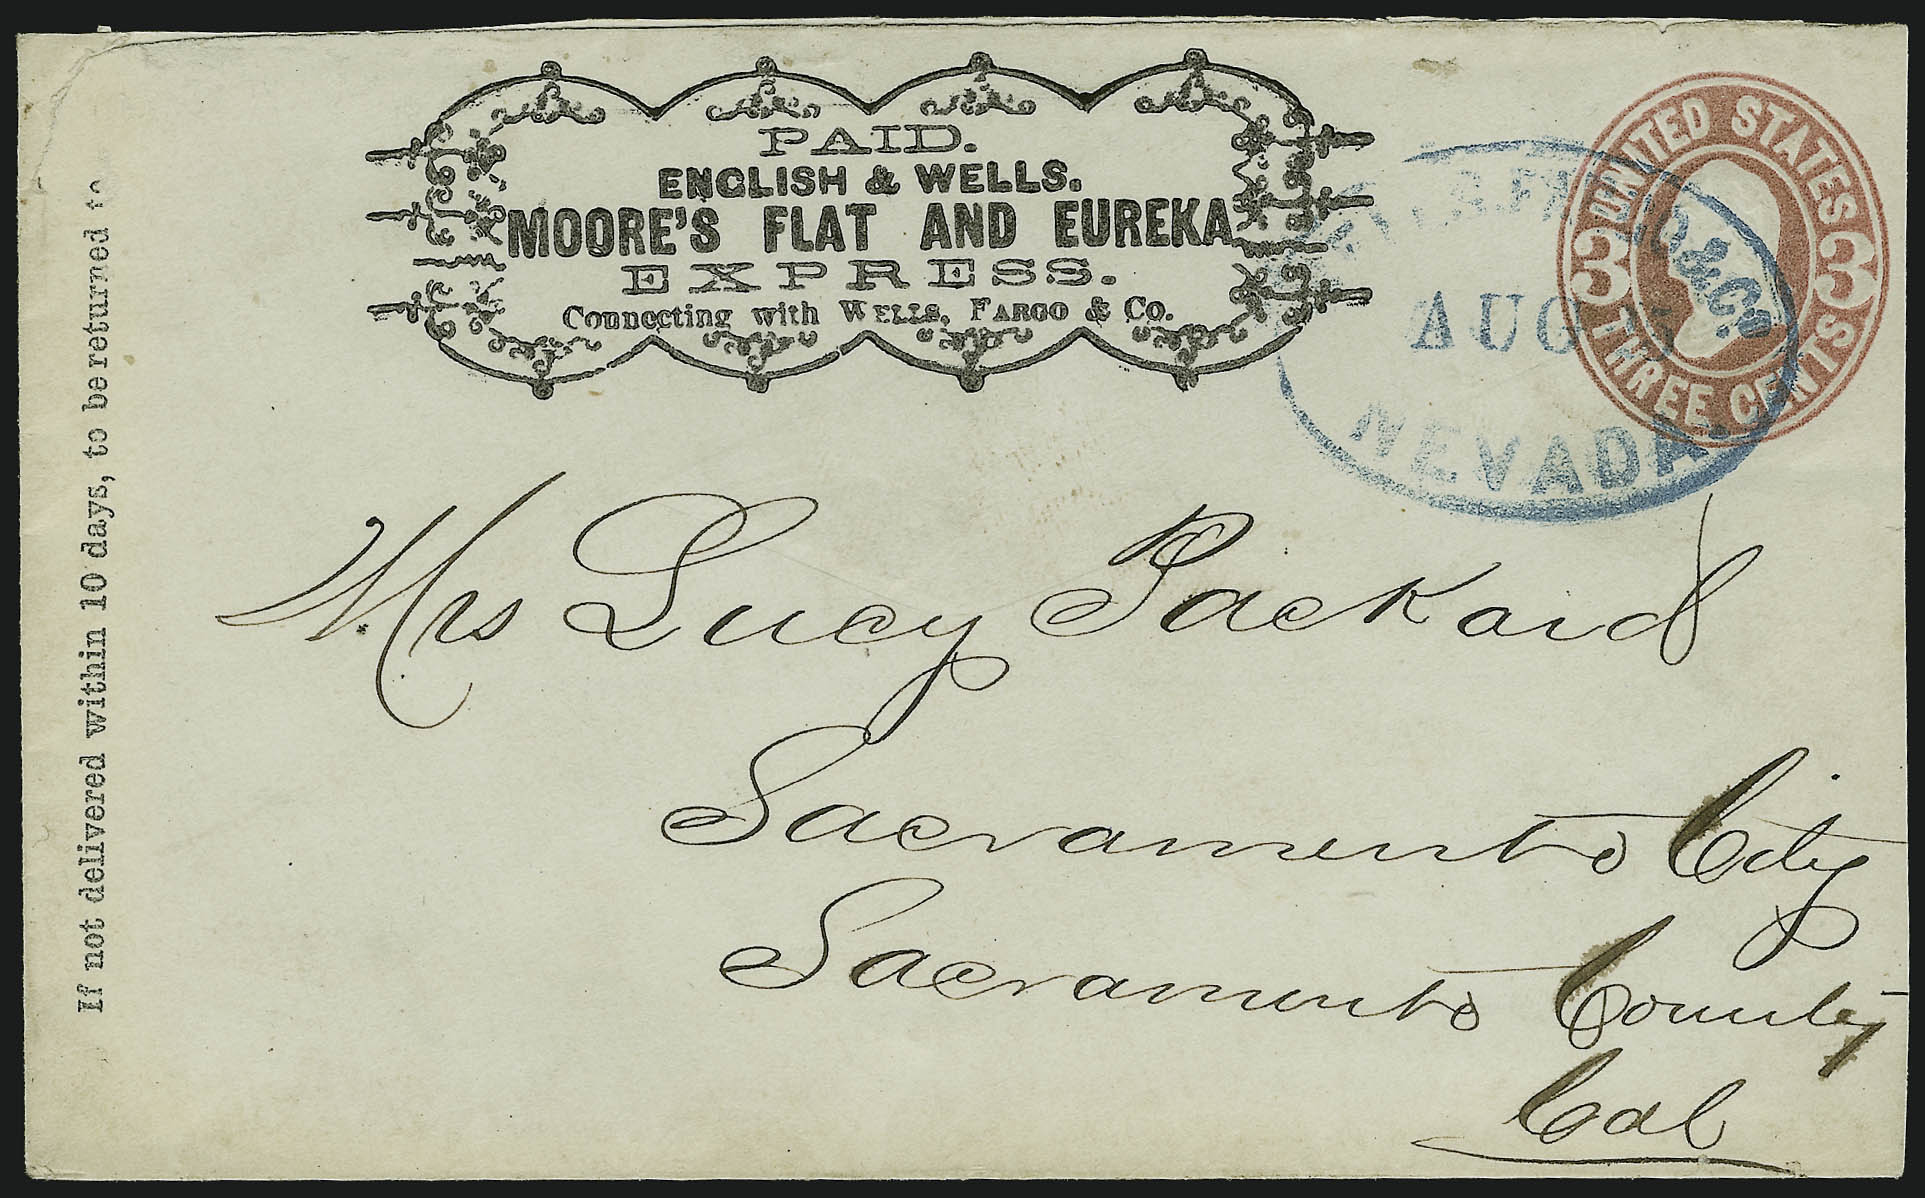 PAID.
ENGLISH & WELLS.
MOORE'S FLAT AND EUREKA
EXPRESS.
Connecting with WELLS, FARGO & Co.
UNITED STATES
3 3
THREE CENTS
& Co.
AUG
NEVADA.
Mrs Lucy Packard
Sacramento City
Sacramento County
Cal
If not delivered within 10 days, to be returned to